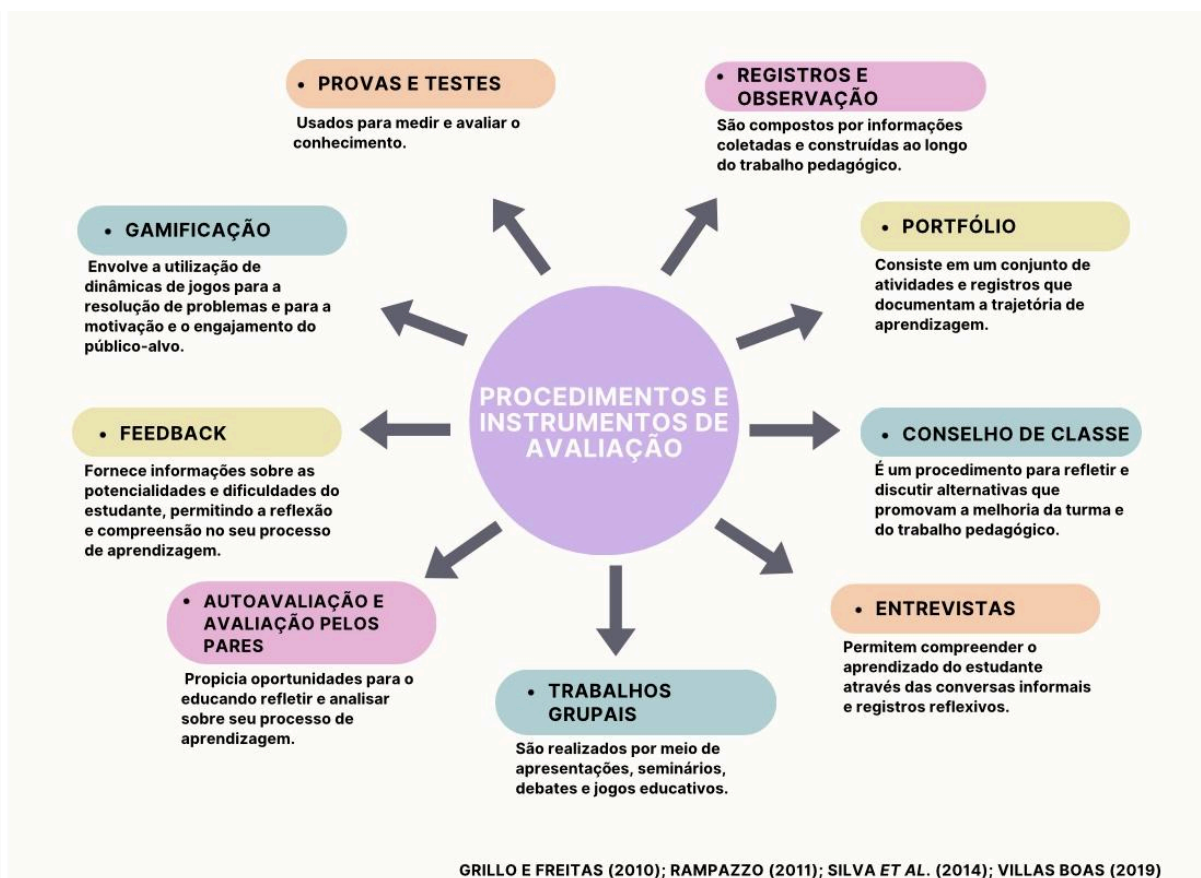 • PROVAS E TESTES
Usados para medir e avaliar o
conhecimento.
• REGISTROS E
OBSERVAÇÃO
São compostos por informações
coletadas e construídas ao longo
do trabalho pedagógico.
• GAMIFICAÇÃO
Envolve a utilização de
dinâmicas de jogos para a
resolução de problemas e para a
motivação e o engajamento do
público-alvo.
• PORTFÓLIO
Consiste em um conjunto de
atividades e registros que
documentam a trajetória de
aprendizagem.
PROCEDIMENTOS E
INSTRUMENTOS DE
AVALIAÇÃO
• FEEDBACK
Fornece informações sobre as
potencialidades e dificuldades do
estudante, permitindo a reflexão
e compreensão no seu processo
de aprendizagem.
• CONSELHO DE CLASSE
É um procedimento para refletir e
discutir alternativas que
promovam a melhoria da turma e
do trabalho pedagógico.
• AUTOAVALIAÇÃO E
AVALIAÇÃO PELOS
PARES
Propicia oportunidades para o
educando refletir e analisar
sobre seu processo de
aprendizagem.
• TRABALHOS
GRUPAIS
São realizados por meio de
apresentações, seminários,
debates e jogos educativos.
• ENTREVISTAS
Permitem compreender o
aprendizado do estudante
através das conversas informais
e registros reflexivos.
GRILLO E FREITAS (2010); RAMPAZZO (2011); SILVA ET AL. (2014); VILLAS BOAS (2019)